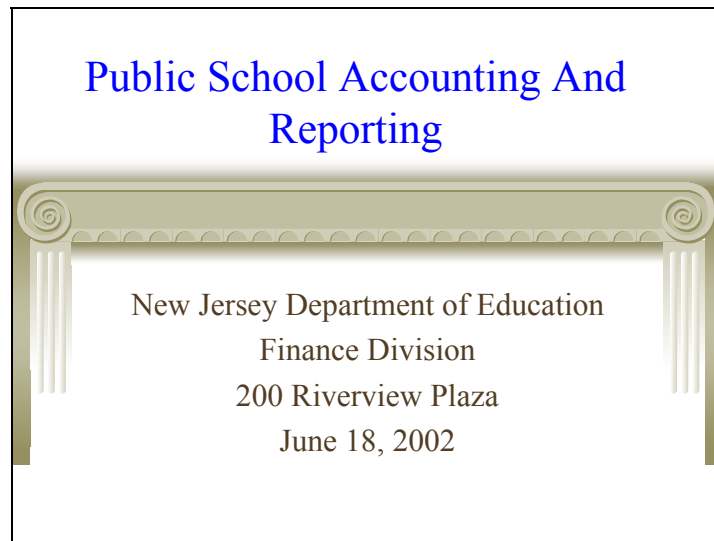 Public School Accounting And
Reporting
New Jersey Department of Education
Finance Division
200 Riverview Plaza
June 18, 2002